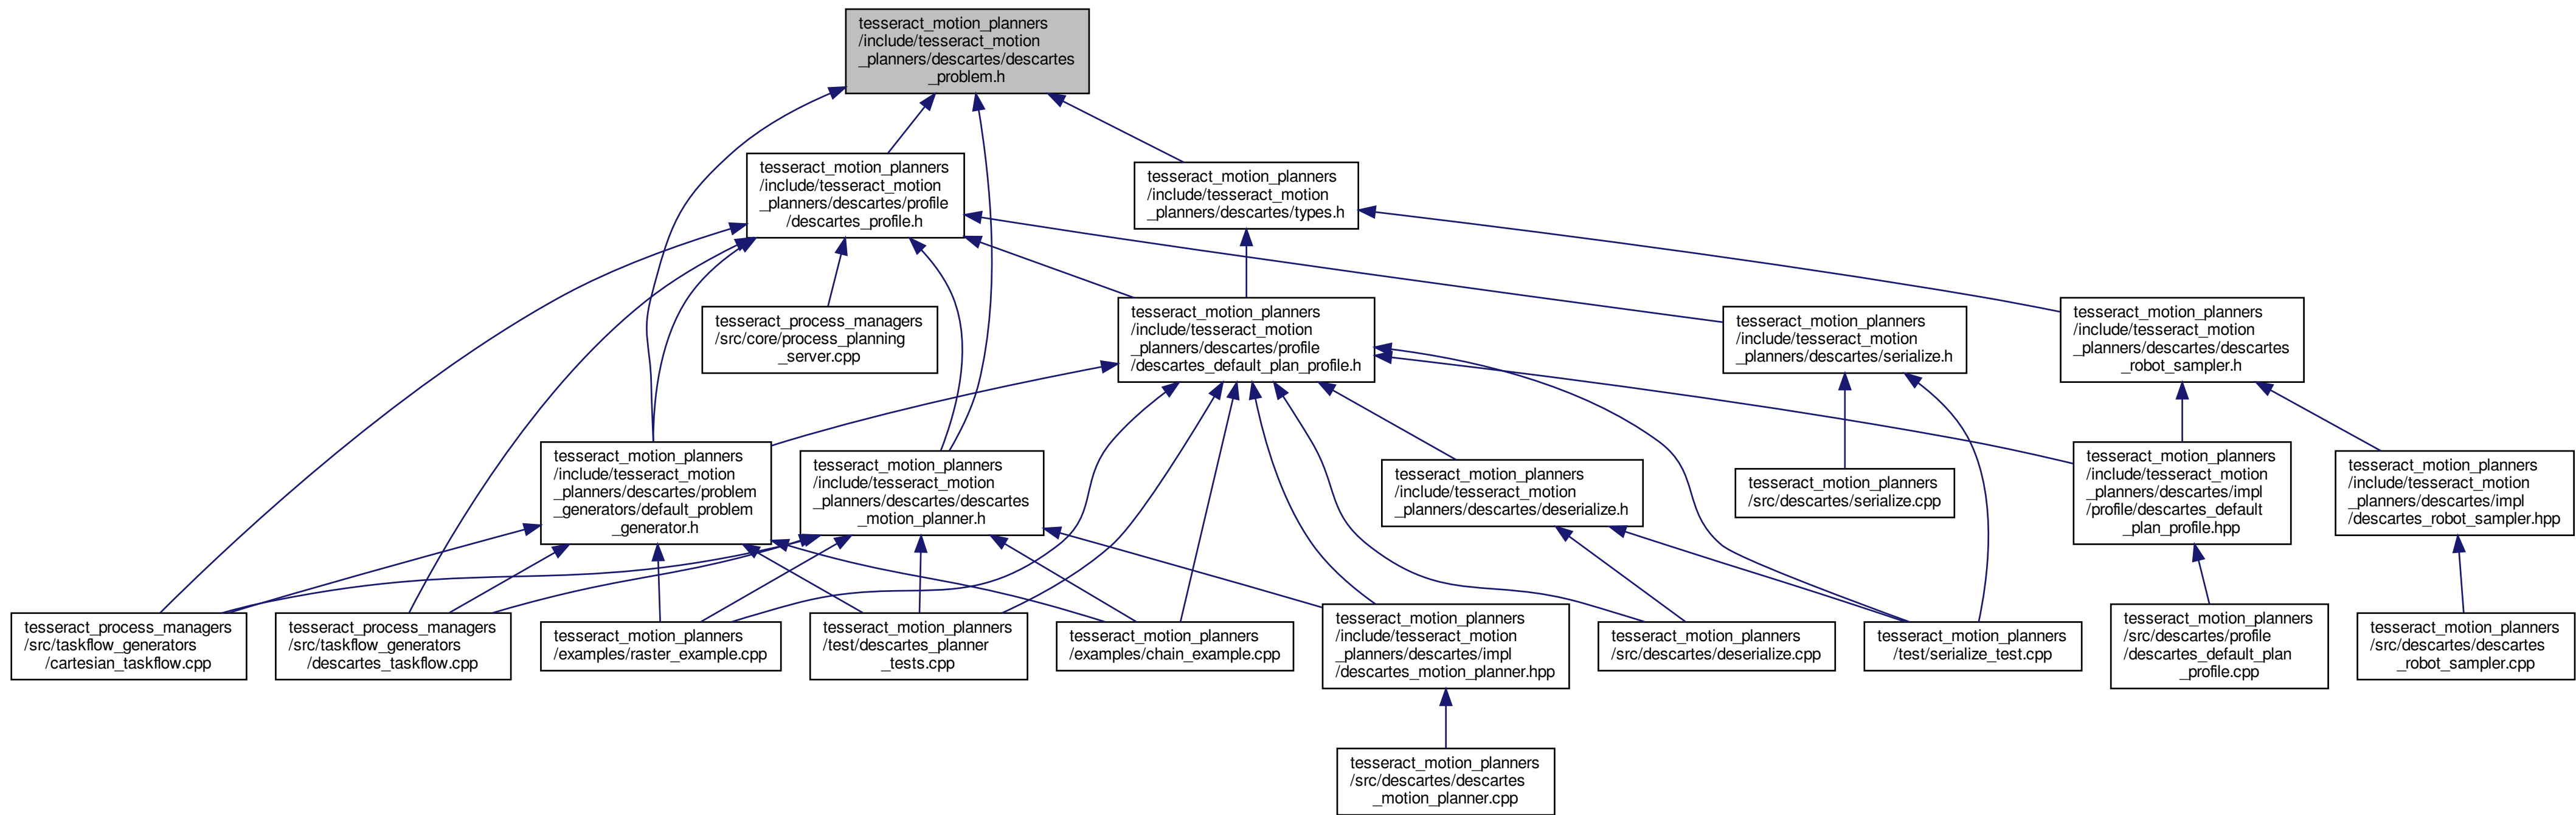 tesseract_motion_planners
/include/tesseract_motion
_planners/descartes/descartes
_problem.h
tesseract_motion_planners
/include/tesseract_motion
_planners/descartes/profile
/descartes_profile.h
tesseract_motion_planners
/include/tesseract_motion
_planners/descartes/types.h
tesseract_process_managers
/src/core/process_planning
_server.cpp
tesseract_motion_planners
/include/tesseract_motion
_planners/descartes/profile
/descartes_default_plan_profile.h
tesseract_motion_planners
/include/tesseract_motion
_planners/descartes/serialize.h
tesseract_motion_planners
/include/tesseract_motion
_planners/descartes/descartes
_robot_sampler.h
tesseract_motion_planners
/include/tesseract_motion
_planners/descartes/problem
_generators/default_problem
_generator.h
tesseract_motion_planners
/include/tesseract_motion
_planners/descartes/descartes
_motion_planner.h
tesseract_motion_planners
/include/tesseract_motion
_planners/descartes/deserialize.h
tesseract_motion_planners
/src/descartes/serialize.cpp
tesseract_motion_planners
/include/tesseract_motion
_planners/descartes/impl
/profile/descartes_default
_plan_profile.hpp
tesseract_motion_planners
/include/tesseract_motion
_planners/descartes/impl
/descartes_robot_sampler.hpp
tesseract_process_managers
/src/taskflow_generators
/cartesian_taskflow.cpp
tesseract_process_managers
/src/taskflow_generators
/descartes_taskflow.cpp
tesseract_motion_planners
/examples/raster_example.cpp
tesseract_motion_planners
/test/descartes_planner
_tests.cpp
tesseract_motion_planners
/examples/chain_example.cpp
tesseract_motion_planners
/include/tesseract_motion
_planners/descartes/impl
/descartes_motion_planner.hpp
tesseract_motion_planners
/src/descartes/deserialize.cpp
tesseract_motion_planners
/test/serialize_test.cpp
tesseract_motion_planners
/src/descartes/profile
/descartes_default_plan
_profile.cpp
tesseract_motion_planners
/src/descartes/descartes
_robot_sampler.cpp
tesseract_motion_planners
/src/descartes/descartes
_motion_planner.cpp